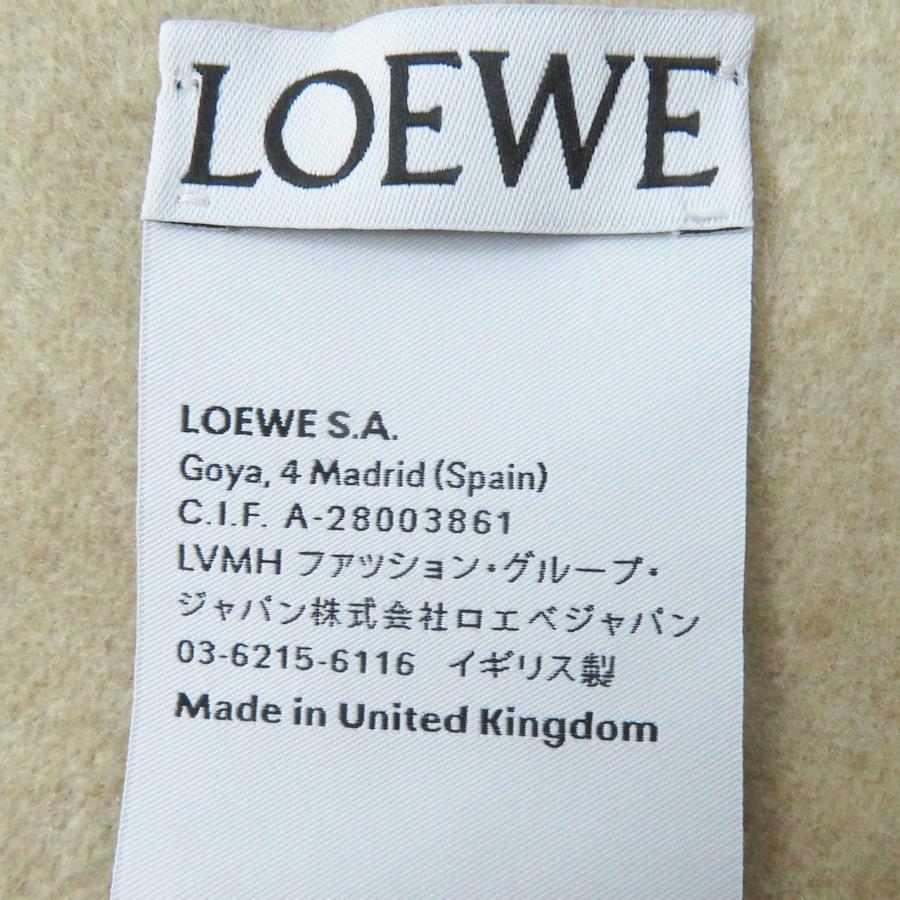 LOEWE
LOEWE S.A.
Goya, 4 Madrid (Spain)
C.I.F. A-28003861
LVMH ファッション・グループ・
ジャパン株式会社ロエベジャパン
03-6215-6116 イギリス製
Made in United Kingdom